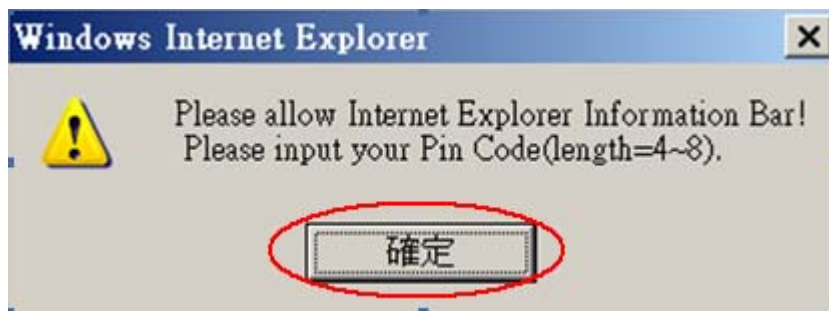 Windows Internet Explorer
Please allow Internet Explorer Information Bar!
Please input your Pin Code(length=4~8).
確定